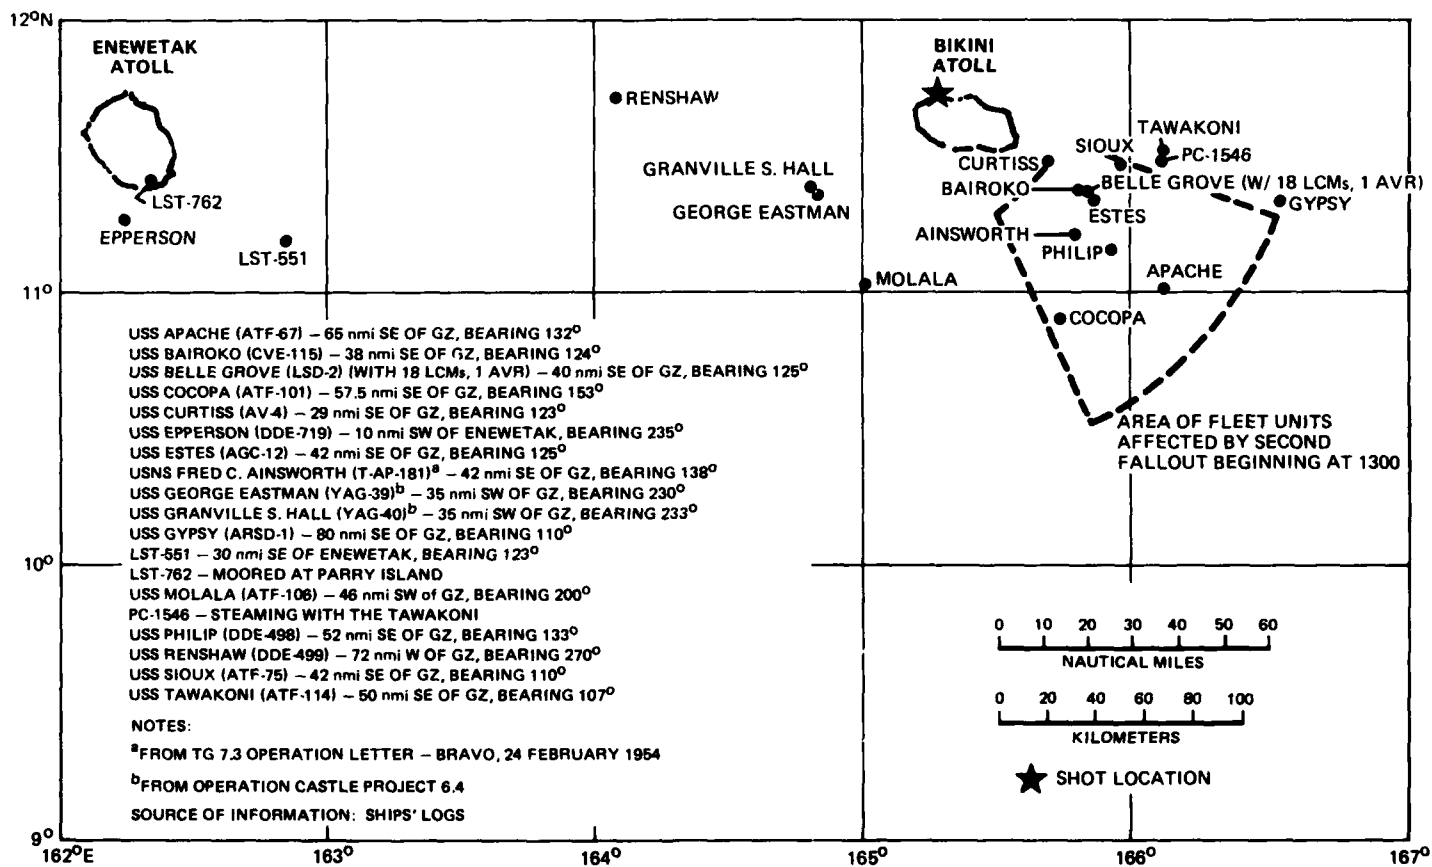 12°N
ENEWETAK
ATOLL
BIKINI
ATOLL
RENSHAW
TAWAKONI
SIOUX
PC-1546
CURTISS
GRANVILLE S. HALL
BELLE GROVE (W/ 18 LCMs, 1 AVR)
BAIROKO
LST-762
GEORGE EASTMAN
ESTES
GYPSY
EPPERSON
AINSWORTH
PHILIP
LST-551
MOLALA
APACHE
11°
COCOPA
USS APACHE (ATF-67) – 65 nmi SE OF GZ, BEARING 132°
USS BAIROKO (CVE-115) – 38 nmi SE OF GZ, BEARING 124°
USS BELLE GROVE (LSD-2) (WITH 18 LCMs, 1 AVR) – 40 nmi SE OF GZ, BEARING 125°
USS COCOPA (ATF-101) – 57.5 nmi SE OF GZ, BEARING 153°
USS CURTISS (AV-4) – 29 nmi SE OF GZ, BEARING 123°
USS EPPERSON (DDE-719) – 10 nmi SW OF ENEWETAK, BEARING 235°
USS ESTES (AGC-12) – 42 nmi SE OF GZ, BEARING 125°
USNS FRED C. AINSWORTH (T-AP-181)ᵃ – 42 nmi SE OF GZ, BEARING 138°
USS GEORGE EASTMAN (YAG-39)ᵇ – 35 nmi SW OF GZ, BEARING 230°
USS GRANVILLE S. HALL (YAG-40)ᵇ – 35 nmi SW OF GZ, BEARING 233°
USS GYPSY (ARSD-1) – 80 nmi SE OF GZ, BEARING 110°
LST-551 – 30 nmi SE OF ENEWETAK, BEARING 123°
LST-762 – MOORED AT PARRY ISLAND
USS MOLALA (ATF-106) – 46 nmi SW of GZ, BEARING 200°
PC-1546 – STEAMING WITH THE TAWAKONI
USS PHILIP (DDE-498) – 52 nmi SE OF GZ, BEARING 133°
USS RENSHAW (DDE-499) – 72 nmi W OF GZ, BEARING 270°
USS SIOUX (ATF-75) – 42 nmi SE OF GZ, BEARING 110°
USS TAWAKONI (ATF-114) – 50 nmi SE OF GZ, BEARING 107°
NOTES:
ᵃFROM TG 7.3 OPERATION LETTER – BRAVO, 24 FEBRUARY 1954
ᵇFROM OPERATION CASTLE PROJECT 6.4
SOURCE OF INFORMATION: SHIPS' LOGS
AREA OF FLEET UNITS
AFFECTED BY SECOND
FALLOUT BEGINNING AT 1300
10°
0 10 20 30 40 50 60
NAUTICAL MILES
0 20 40 60 80 100
KILOMETERS
SHOT LOCATION
9°
162°E 163° 164° 165° 166° 167°